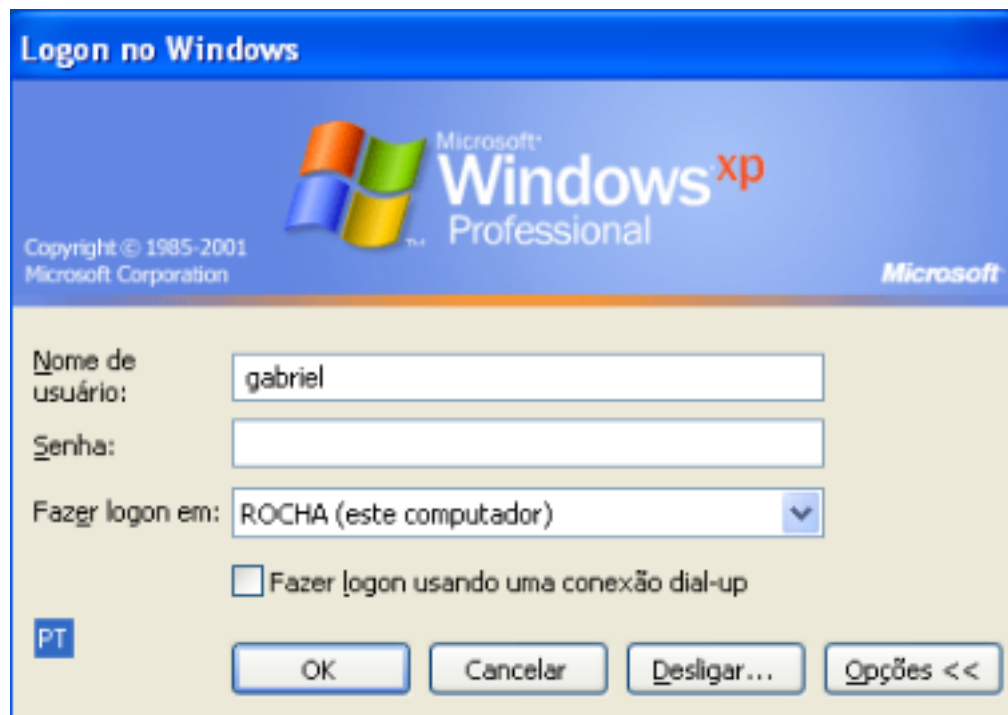 Logon no Windows
Microsoft®
Windows xp
Professional
Copyright © 1985-2001
Microsoft Corporation
Microsoft
Nome de
usuário:
gabriel
Senha:
Fazer logon em: ROCHA (este computador)
Fazer logon usando uma conexão dial-up
PT
OK Cancelar Desligar... Opções <<